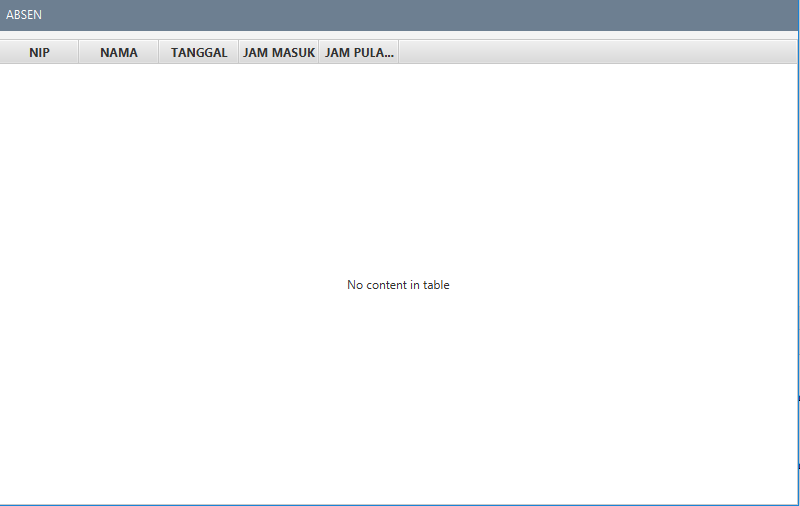 ABSEN
NIP NAMA TANGGAL JAM MASUK JAM PULA...
No content in table